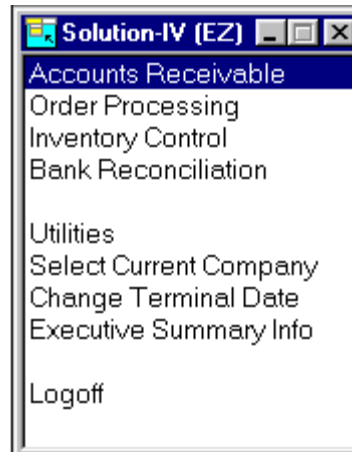 Solution-IV (EZ)
Accounts Receivable
Order Processing
Inventory Control
Bank Reconciliation
Utilities
Select Current Company
Change Terminal Date
Executive Summary Info
Logoff